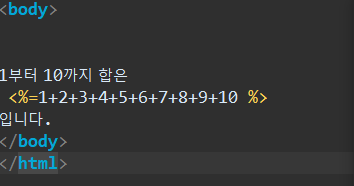 <body>
1부터 10까지 합은
<%=1+2+3+4+5+6+7+8+9+10 %>
입니다.
</body>
</html>